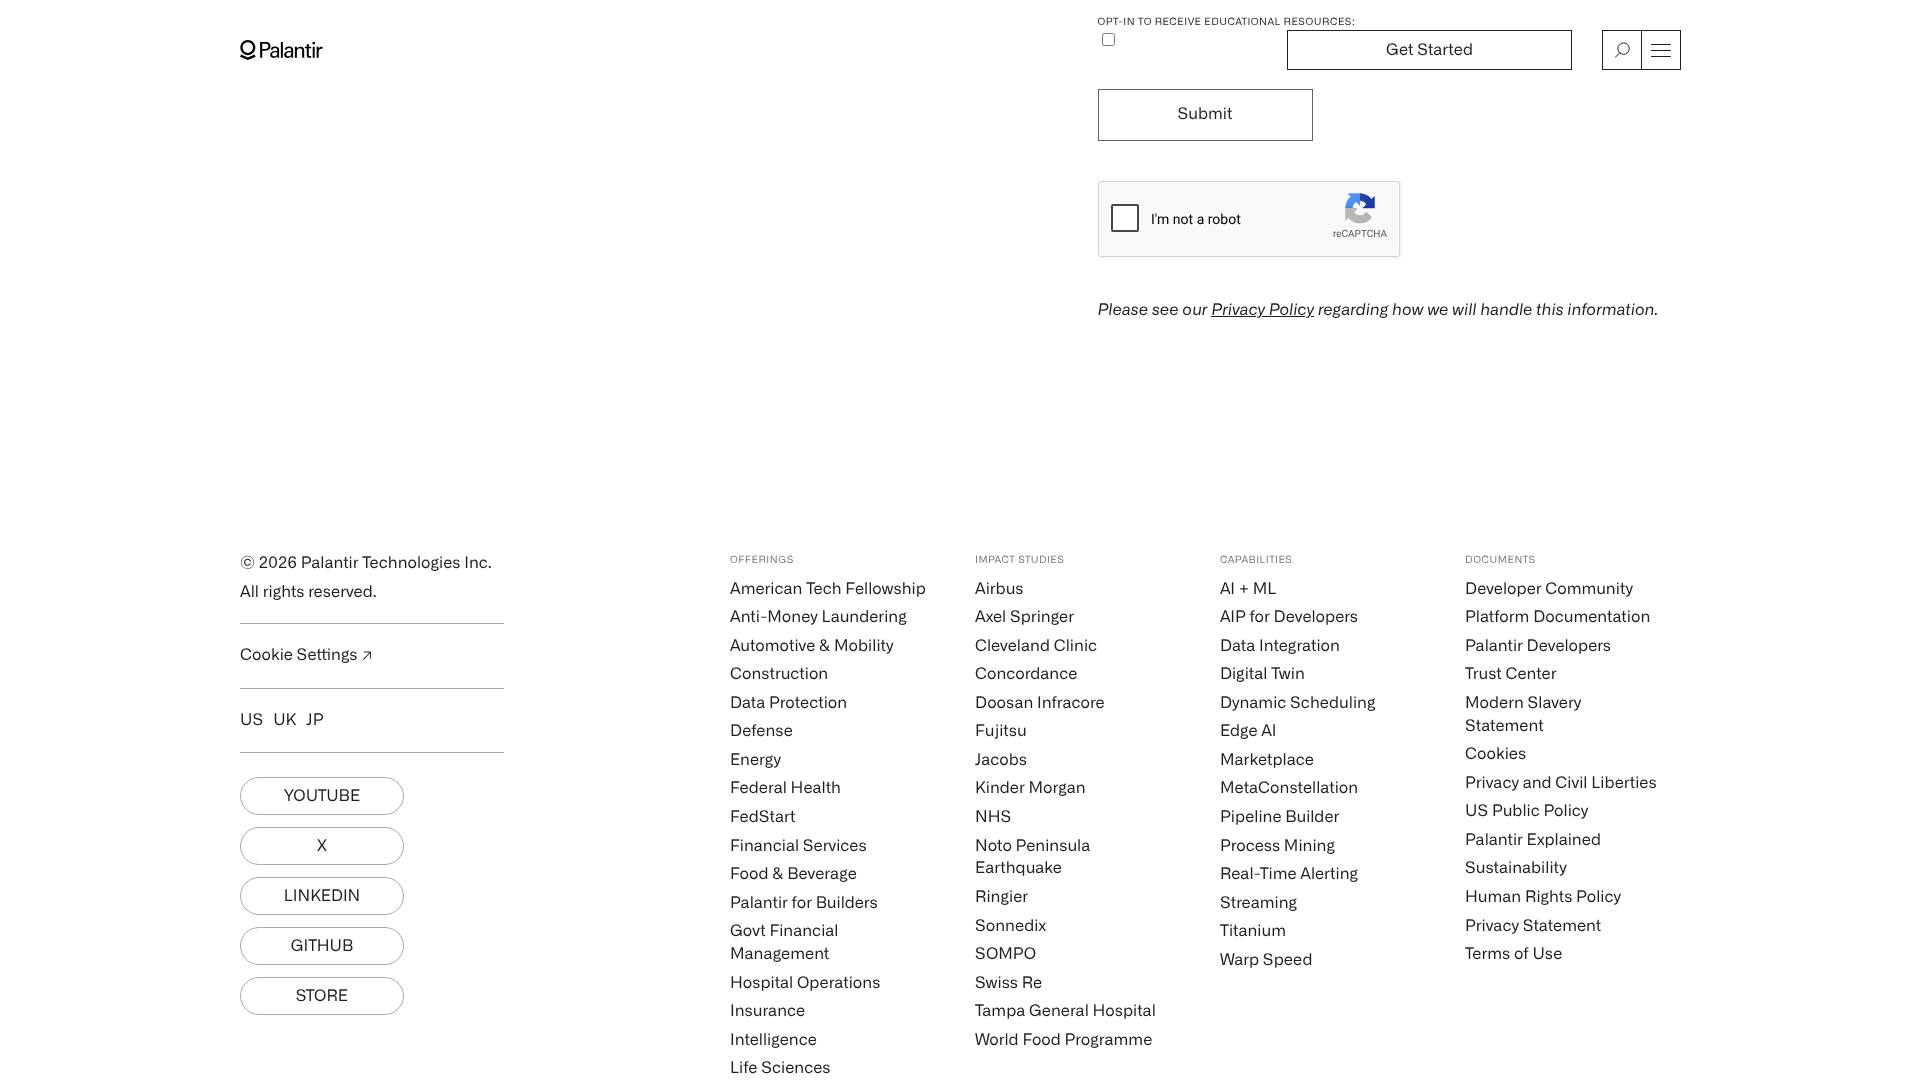 Palantir
OPT-IN TO RECEIVE EDUCATIONAL RESOURCES:
Get Started
Submit
I'm not a robot
reCAPTCHA
Please see our Privacy Policy regarding how we will handle this information.
© 2026 Palantir Technologies Inc.
All rights reserved.
Cookie Settings ↗
US UK JP
YOUTUBE
X
LINKEDIN
GITHUB
STORE
OFFERINGS
American Tech Fellowship
Anti-Money Laundering
Automotive & Mobility
Construction
Data Protection
Defense
Energy
Federal Health
FedStart
Financial Services
Food & Beverage
Palantir for Builders
Govt Financial
Management
Hospital Operations
Insurance
Intelligence
Life Sciences
IMPACT STUDIES
Airbus
Axel Springer
Cleveland Clinic
Concordance
Doosan Infracore
Fujitsu
Jacobs
Kinder Morgan
NHS
Noto Peninsula
Earthquake
Ringier
Sonnedix
SOMPO
Swiss Re
Tampa General Hospital
World Food Programme
CAPABILITIES
AI + ML
AIP for Developers
Data Integration
Digital Twin
Dynamic Scheduling
Edge AI
Marketplace
MetaConstellation
Pipeline Builder
Process Mining
Real-Time Alerting
Streaming
Titanium
Warp Speed
DOCUMENTS
Developer Community
Platform Documentation
Palantir Developers
Trust Center
Modern Slavery
Statement
Cookies
Privacy and Civil Liberties
US Public Policy
Palantir Explained
Sustainability
Human Rights Policy
Privacy Statement
Terms of Use